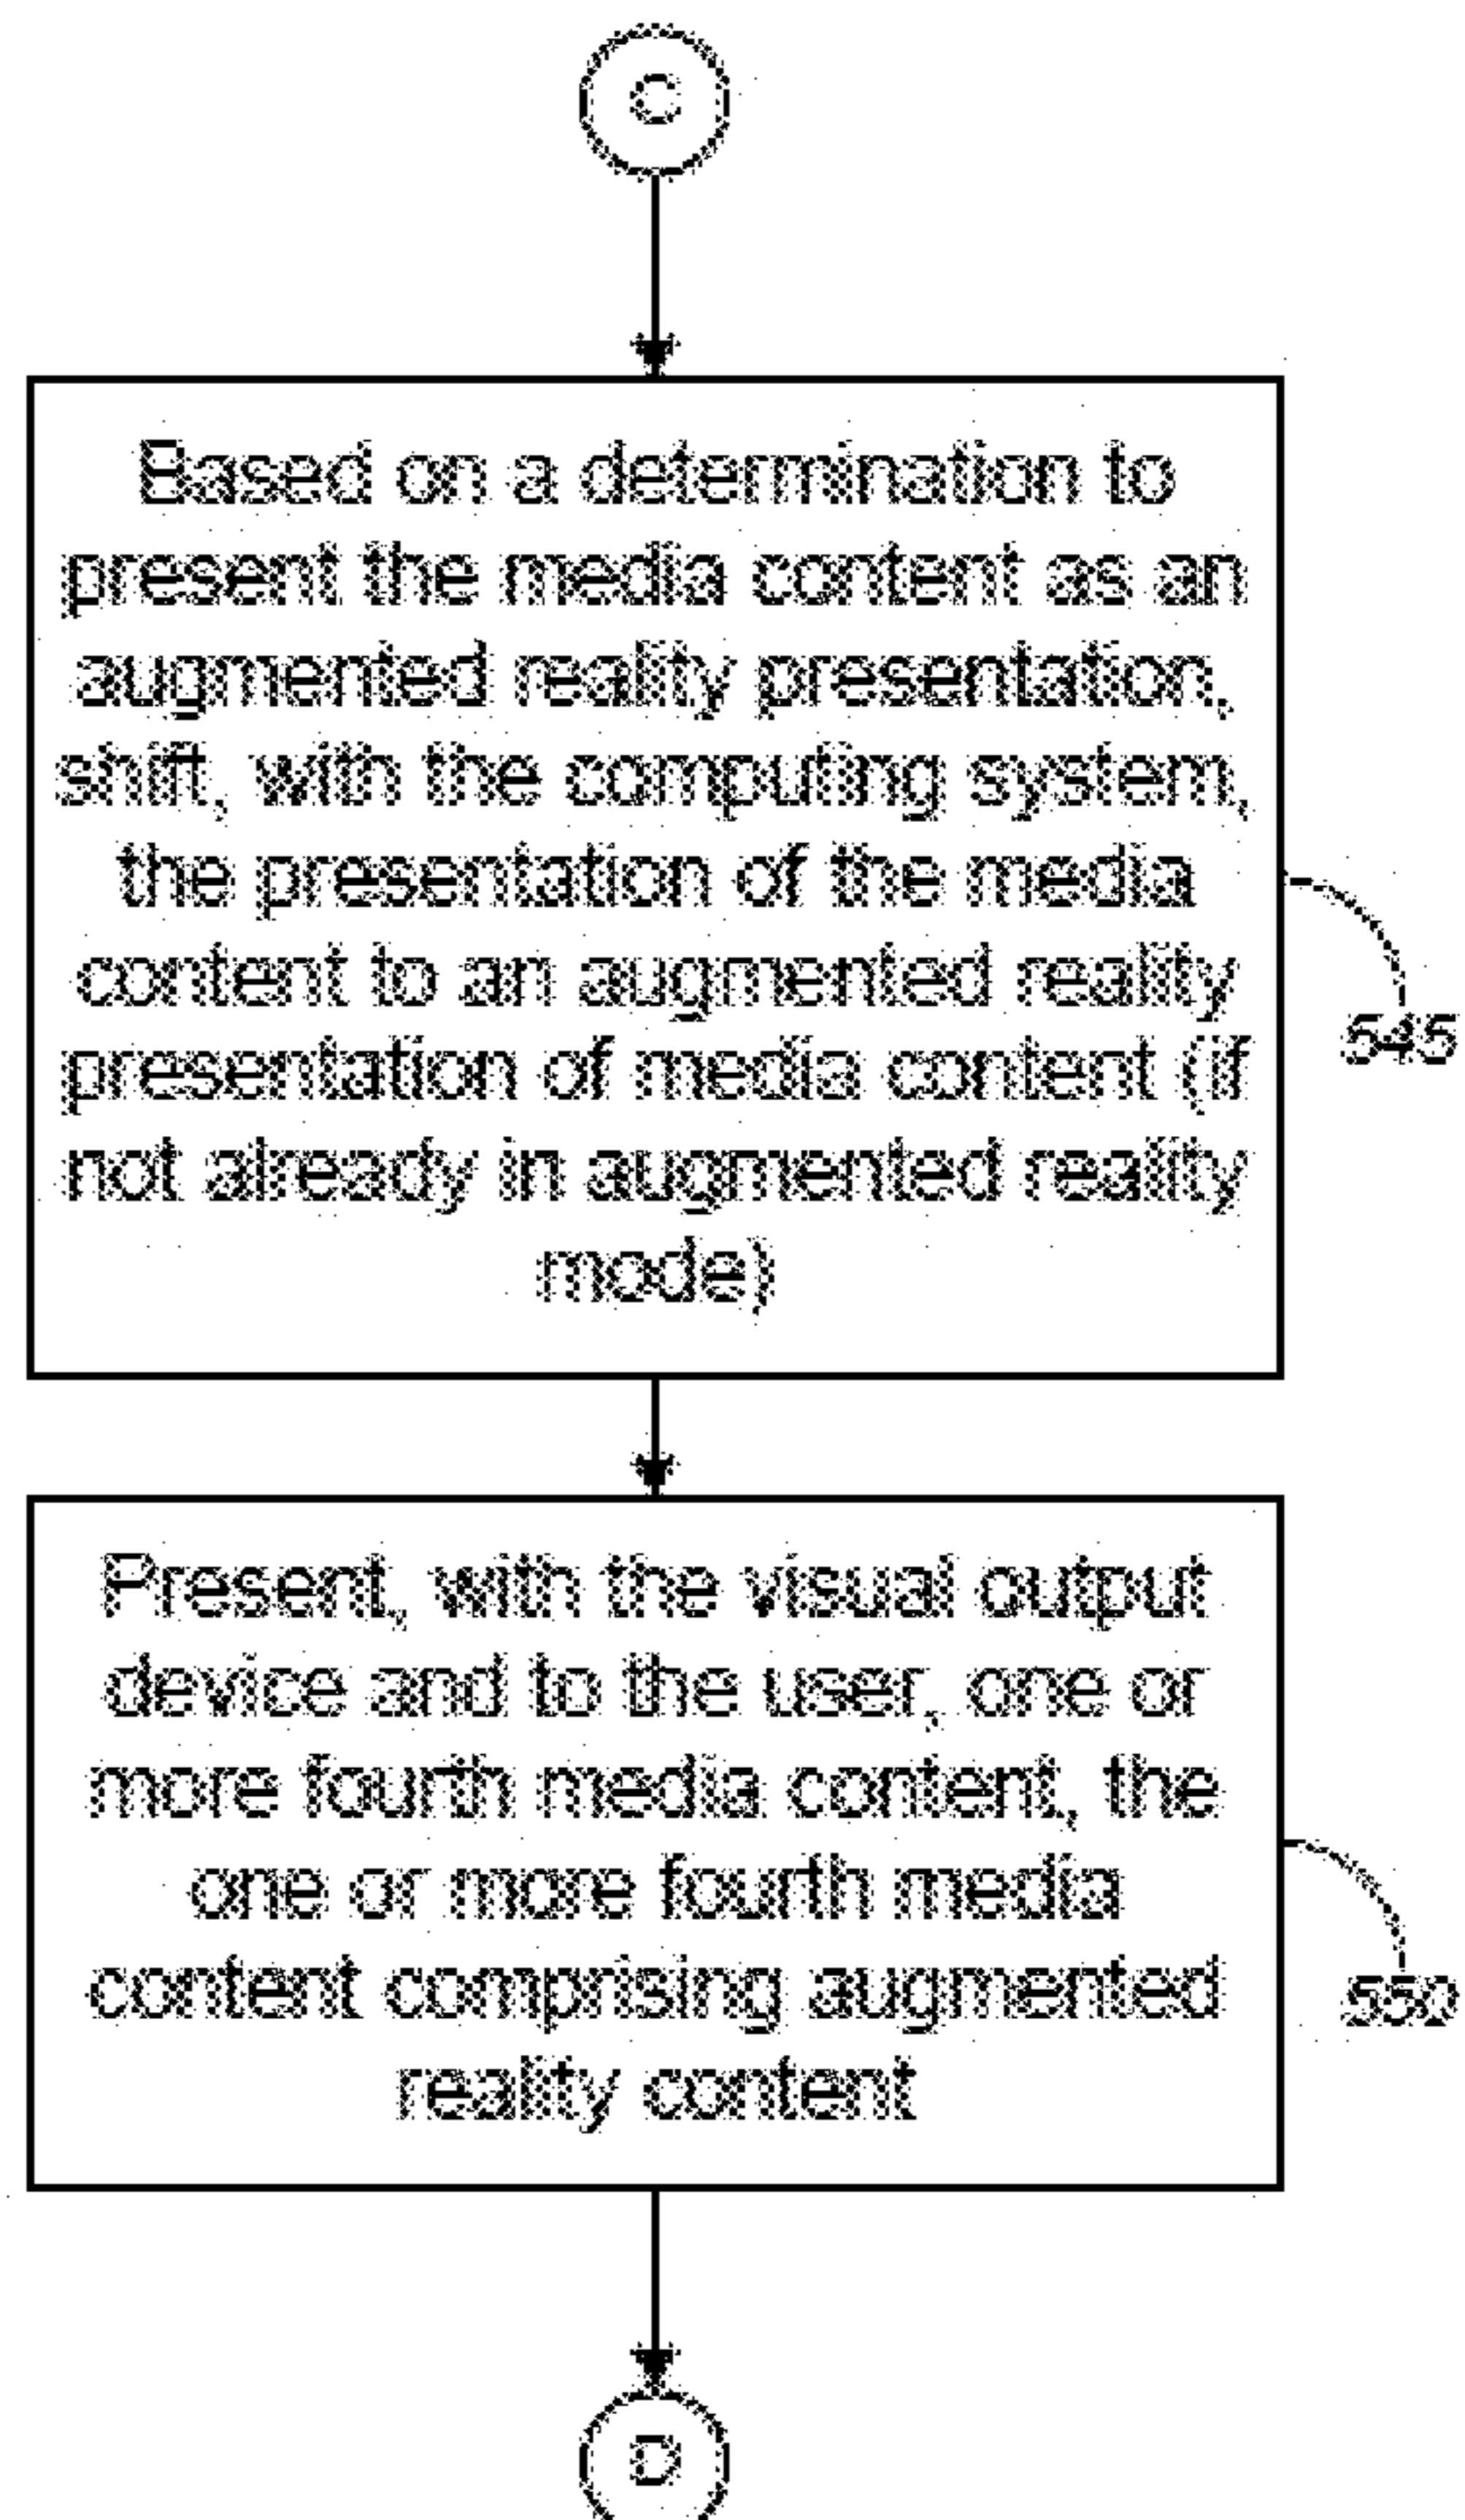 C
Based on a determination to
present the media content as an
augmented reality presentation,
shift, with the computing system,
the presentation of the media
content to an augmented reality
presentation of media content (if
not already in augmented reality
mode)
545
Present, with the visual output
device and to the user, one or
more fourth media content, the
one or more fourth media
content comprising augmented
reality content
550
D